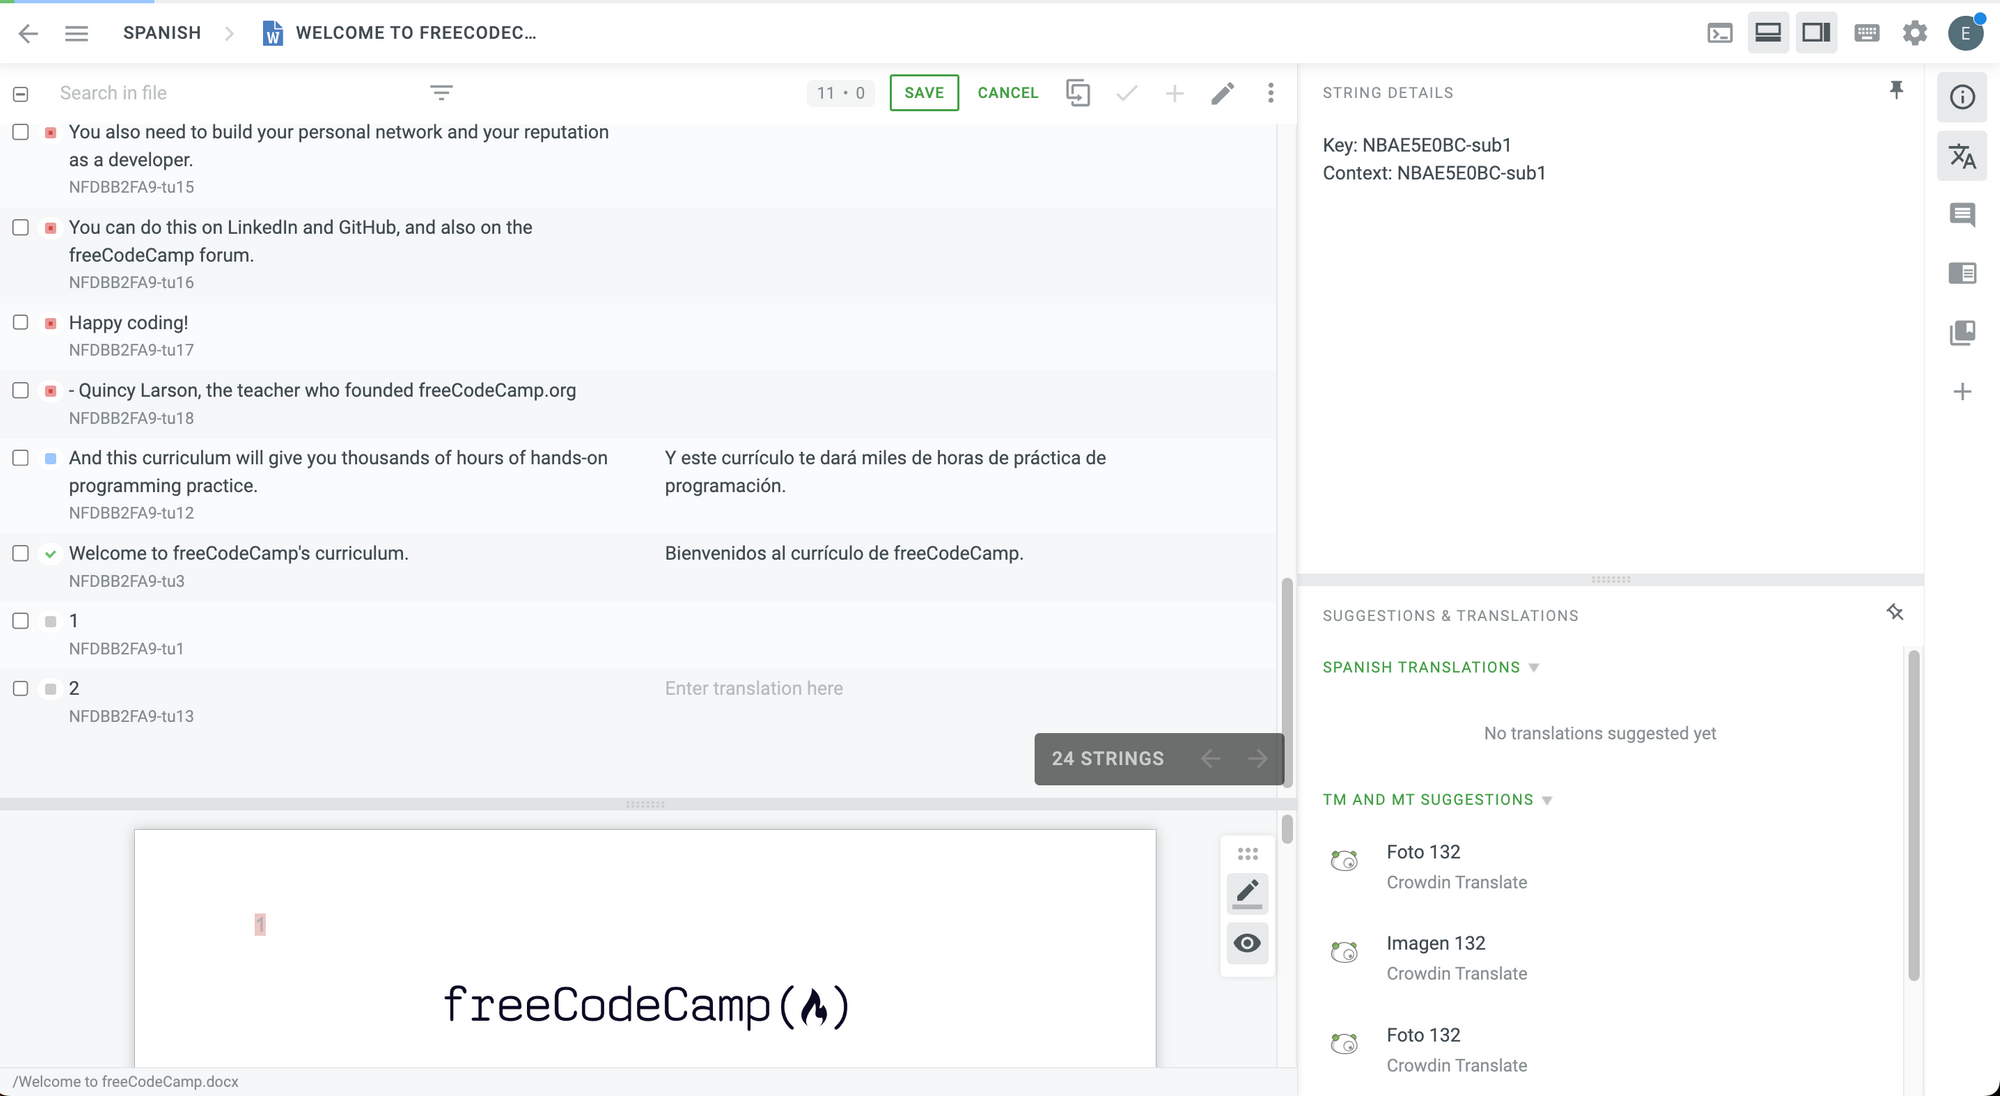 SPANISH
WELCOME TO FREECODEC...
E
Search in file
11 • 0
SAVE
CANCEL
You also need to build your personal network and your reputation
as a developer.
NFDBB2FA9-tu15
You can do this on LinkedIn and GitHub, and also on the
freeCodeCamp forum.
NFDBB2FA9-tu16
Happy coding!
NFDBB2FA9-tu17
- Quincy Larson, the teacher who founded freeCodeCamp.org
NFDBB2FA9-tu18
And this curriculum will give you thousands of hours of hands-on
programming practice.
NFDBB2FA9-tu12
Y este currículo te dará miles de horas de práctica de
programación.
Welcome to freeCodeCamp's curriculum.
NFDBB2FA9-tu3
Bienvenidos al currículo de freeCodeCamp.
1
NFDBB2FA9-tu1
2
NFDBB2FA9-tu13
Enter translation here
24 STRINGS
1
freeCodeCamp()
/Welcome to freeCodeCamp.docx
STRING DETAILS
Key: NBAE5E0BC-sub1
Context: NBAE5E0BC-sub1
SUGGESTIONS & TRANSLATIONS
SPANISH TRANSLATIONS
No translations suggested yet
TM AND MT SUGGESTIONS
Foto 132
Crowdin Translate
Imagen 132
Crowdin Translate
Foto 132
Crowdin Translate